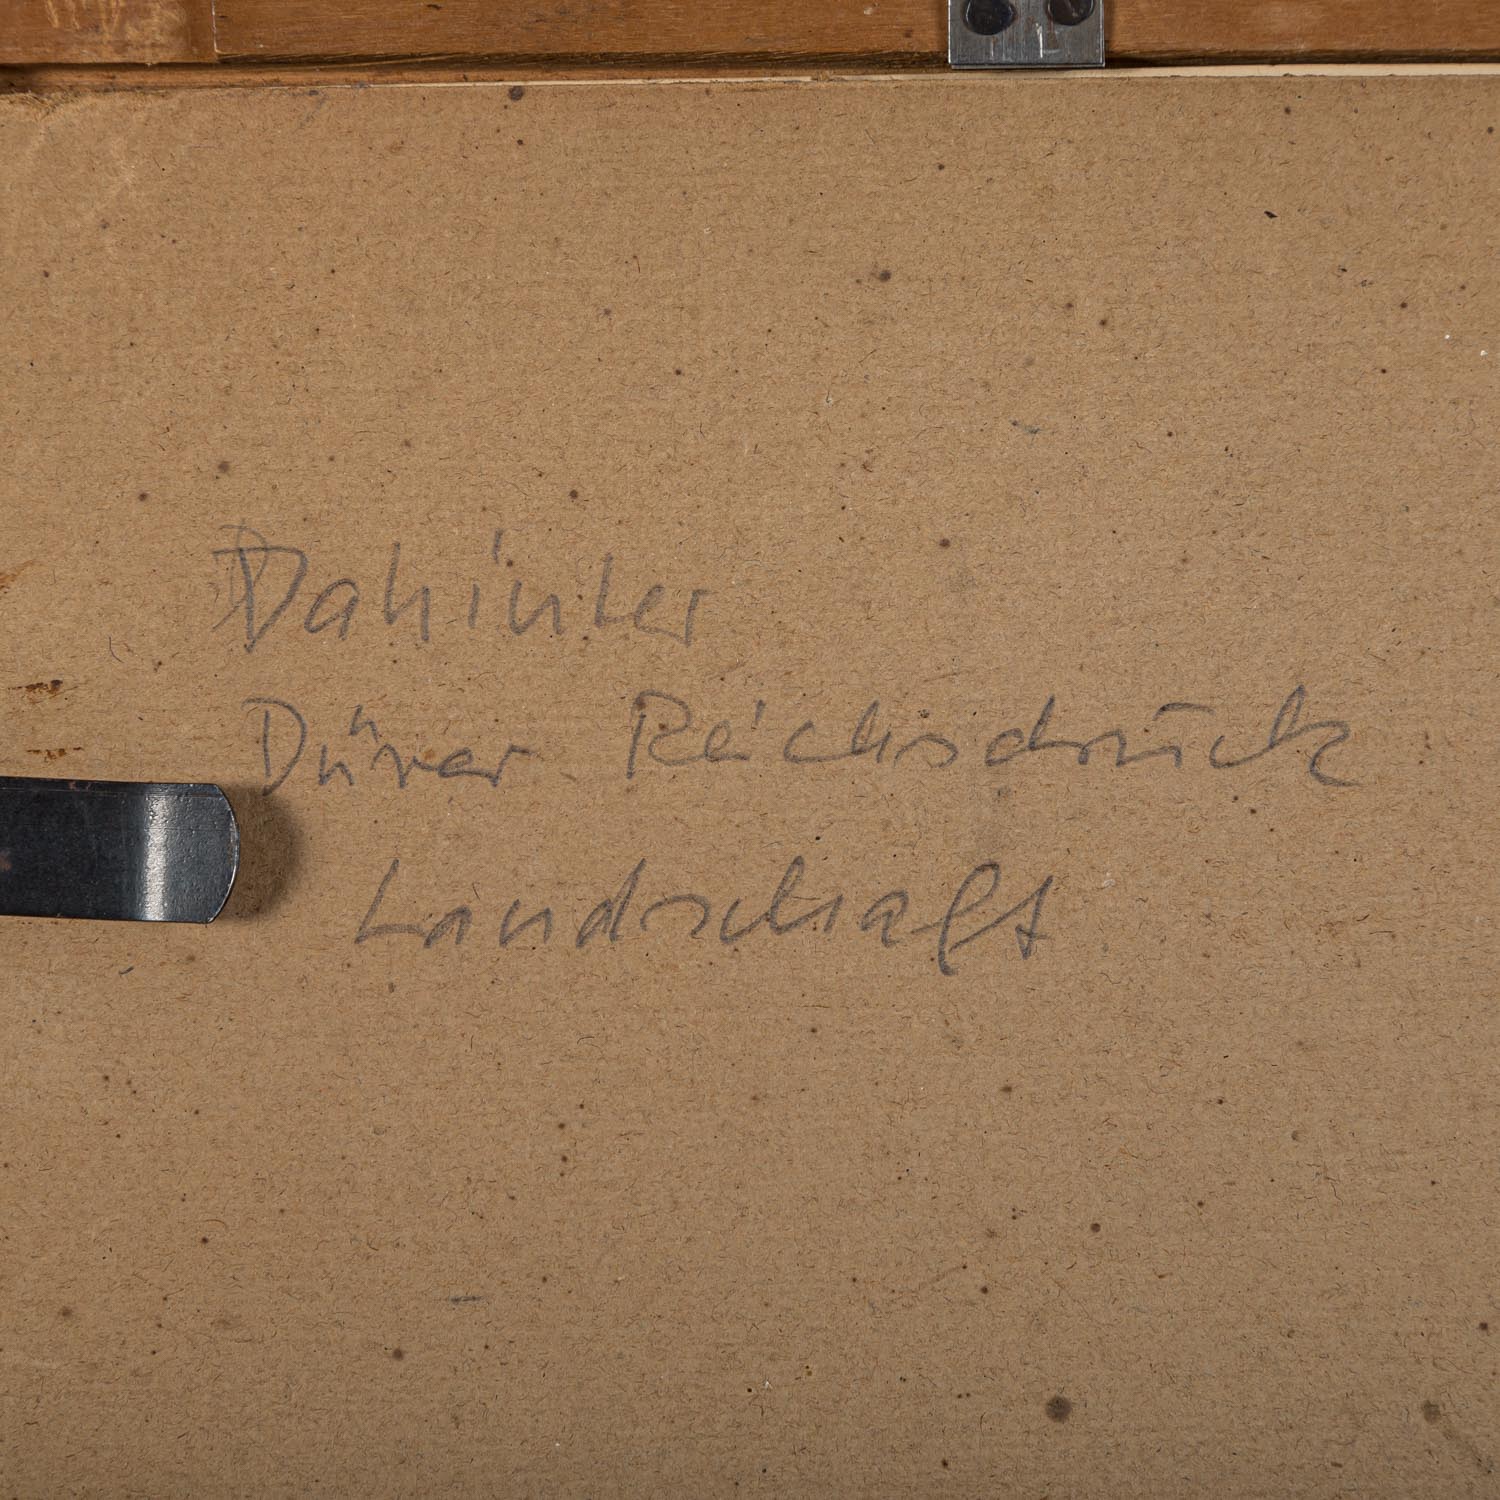 Dahinter
Dürer Reichsdruck
Landschaft